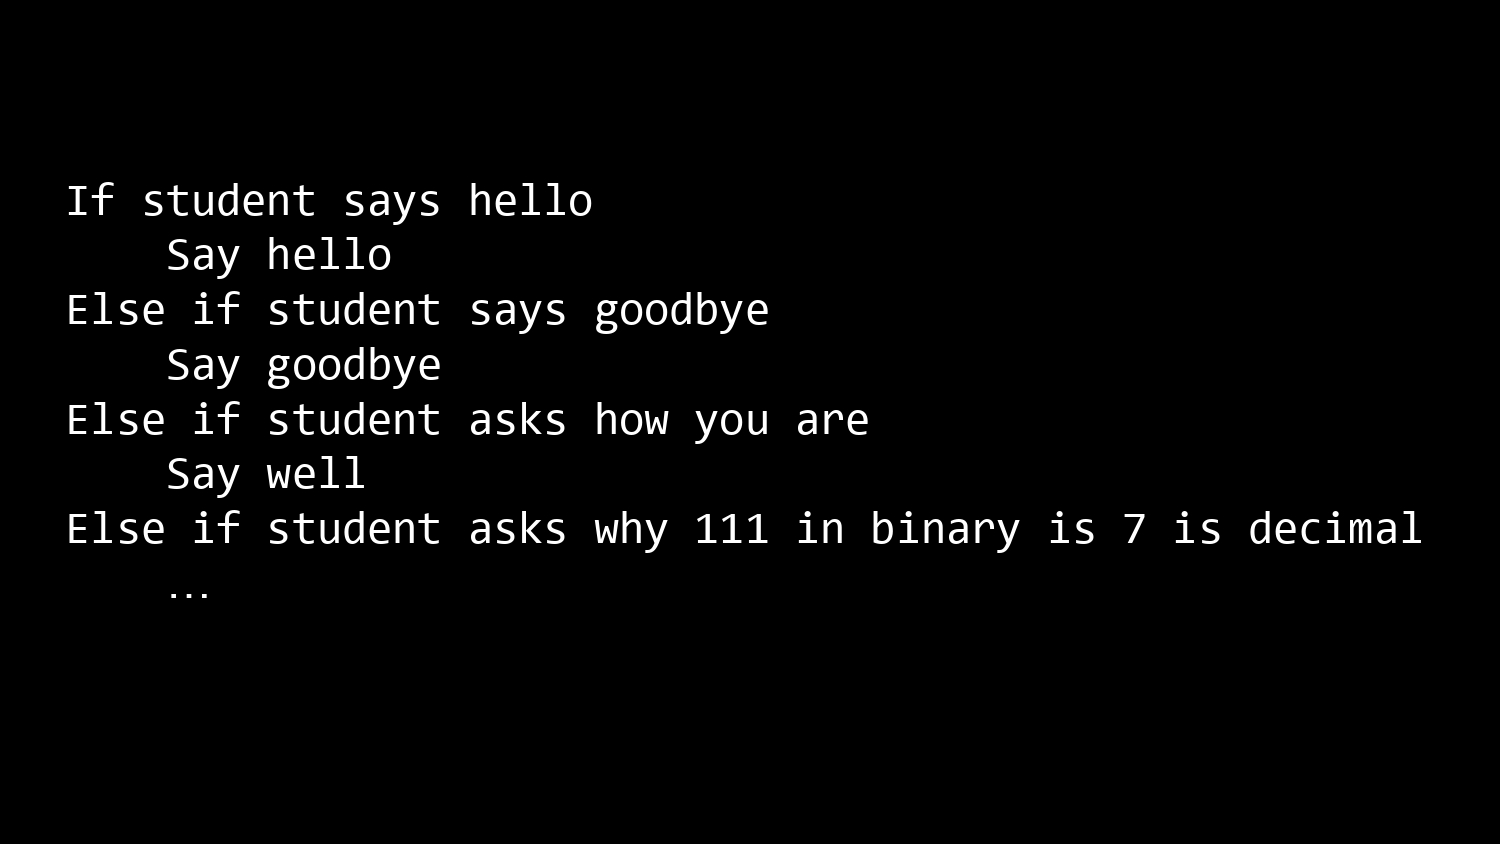 If student says hello
    Say hello
Else if student says goodbye
    Say goodbye
Else if student asks how you are
    Say well
Else if student asks why 111 in binary is 7 is decimal
    …